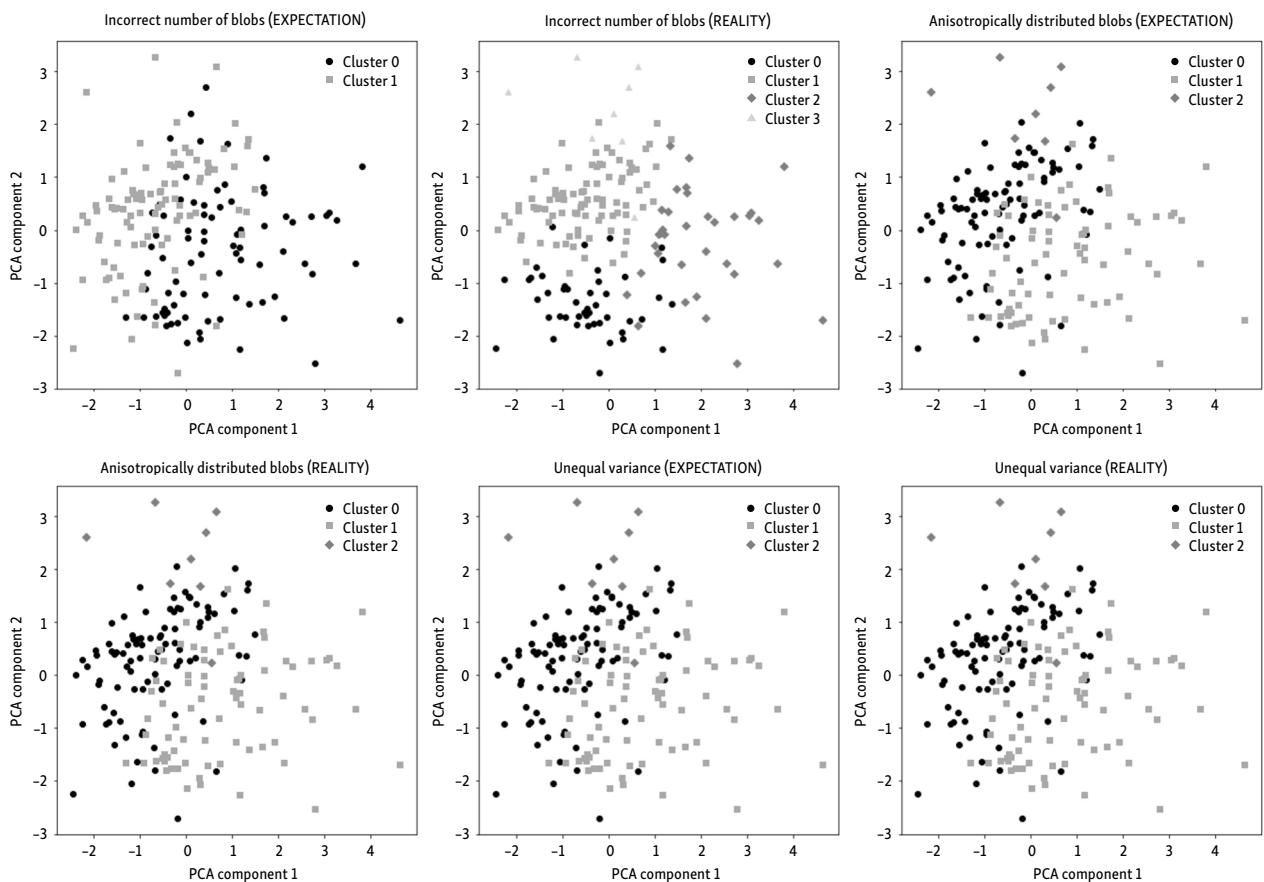 Incorrect number of blobs (EXPECTATION)
Cluster 0
Cluster 1
3
2
1
0
−1
−2
−3
PCA component 2
−2
−1
0
1
2
3
4
PCA component 1
Incorrect number of blobs (REALITY)
Cluster 0
Cluster 1
Cluster 2
Cluster 3
3
2
1
0
−1
−2
−3
PCA component 2
−2
−1
0
1
2
3
4
PCA component 1
Anisotropically distributed blobs (EXPECTATION)
Cluster 0
Cluster 1
Cluster 2
3
2
1
0
−1
−2
−3
PCA component 2
−2
−1
0
1
2
3
4
PCA component 1
Anisotropically distributed blobs (REALITY)
Cluster 0
Cluster 1
Cluster 2
3
2
1
0
−1
−2
−3
PCA component 2
−2
−1
0
1
2
3
4
PCA component 1
Unequal variance (EXPECTATION)
Cluster 0
Cluster 1
Cluster 2
3
2
1
0
−1
−2
−3
PCA component 2
−2
−1
0
1
2
3
4
PCA component 1
Unequal variance (REALITY)
Cluster 0
Cluster 1
Cluster 2
3
2
1
0
−1
−2
−3
PCA component 2
−2
−1
0
1
2
3
4
PCA component 1